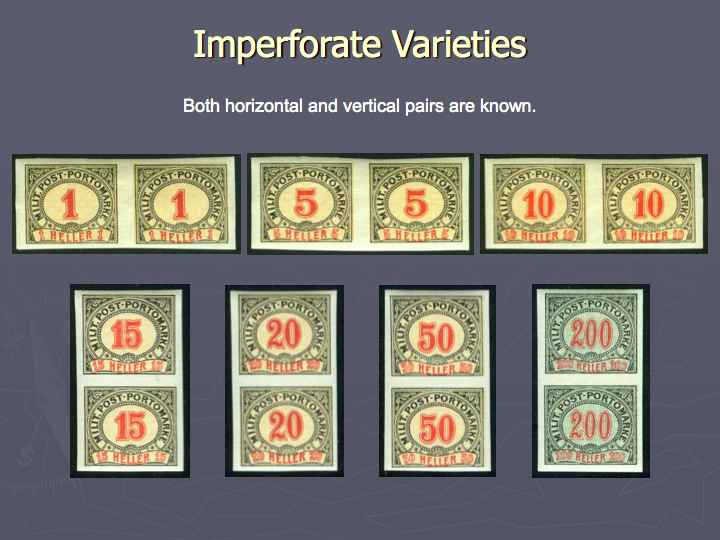 Imperforate Varieties
Both horizontal and vertical pairs are known.
MILIT. POST-PORTOMARKE
1
1 HELLER 1
MILIT. POST-PORTOMARKE
1
1 HELLER 1
MILIT. POST-PORTOMARKE
5
5 HELLER 5
MILIT. POST-PORTOMARKE
5
5 HELLER 5
MILIT. POST-PORTOMARKE
10
10 HELLER 10
MILIT. POST-PORTOMARKE
10
10 HELLER 10
MILIT. POST-PORTOMARKE
15
15 HELLER 15
MILIT. POST-PORTOMARKE
15
15 HELLER 15
MILIT. POST-PORTOMARKE
20
20 HELLER 20
MILIT. POST-PORTOMARKE
20
20 HELLER 20
MILIT. POST-PORTOMARKE
50
50 HELLER 50
MILIT. POST-PORTOMARKE
50
50 HELLER 50
MILIT. POST-PORTOMARKE
200
200 HELLER 200
MILIT. POST-PORTOMARKE
200
200 HELLER 200
S